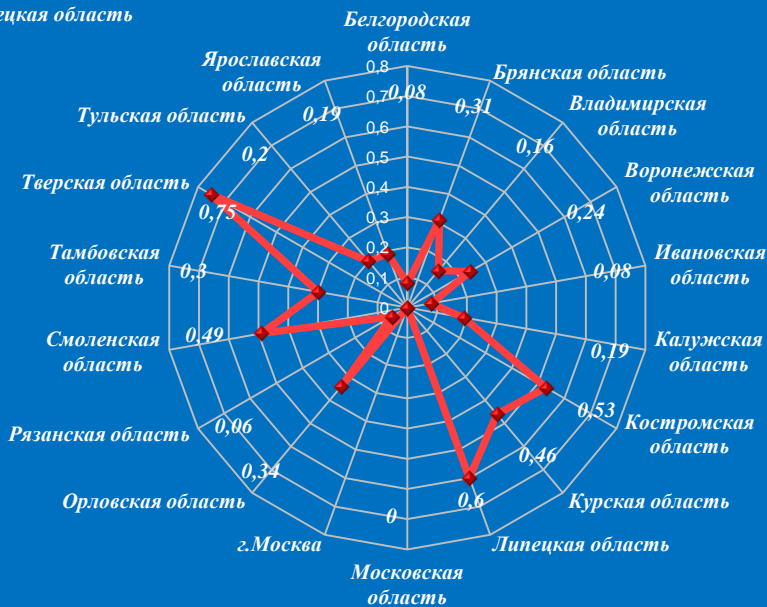 ецкая область
Белгородская
область
Брянская область
Владимирская
область
Воронежская
область
Ивановская
область
Калужская
область
Костромская
область
Курская область
Липецкая область
Московская
область
г.Москва
Орловская область
Рязанская область
Смоленская
область
Тамбовская
область
Тверская область
Тульская область
Ярославская
область
0,8
0,7
0,6
0,5
0,4
0,3
0,2
0,1
0
0,08
0,31
0,16
0,24
0,08
0,19
0,53
0,46
0,6
0
0,34
0,06
0,49
0,3
0,75
0,2
0,19